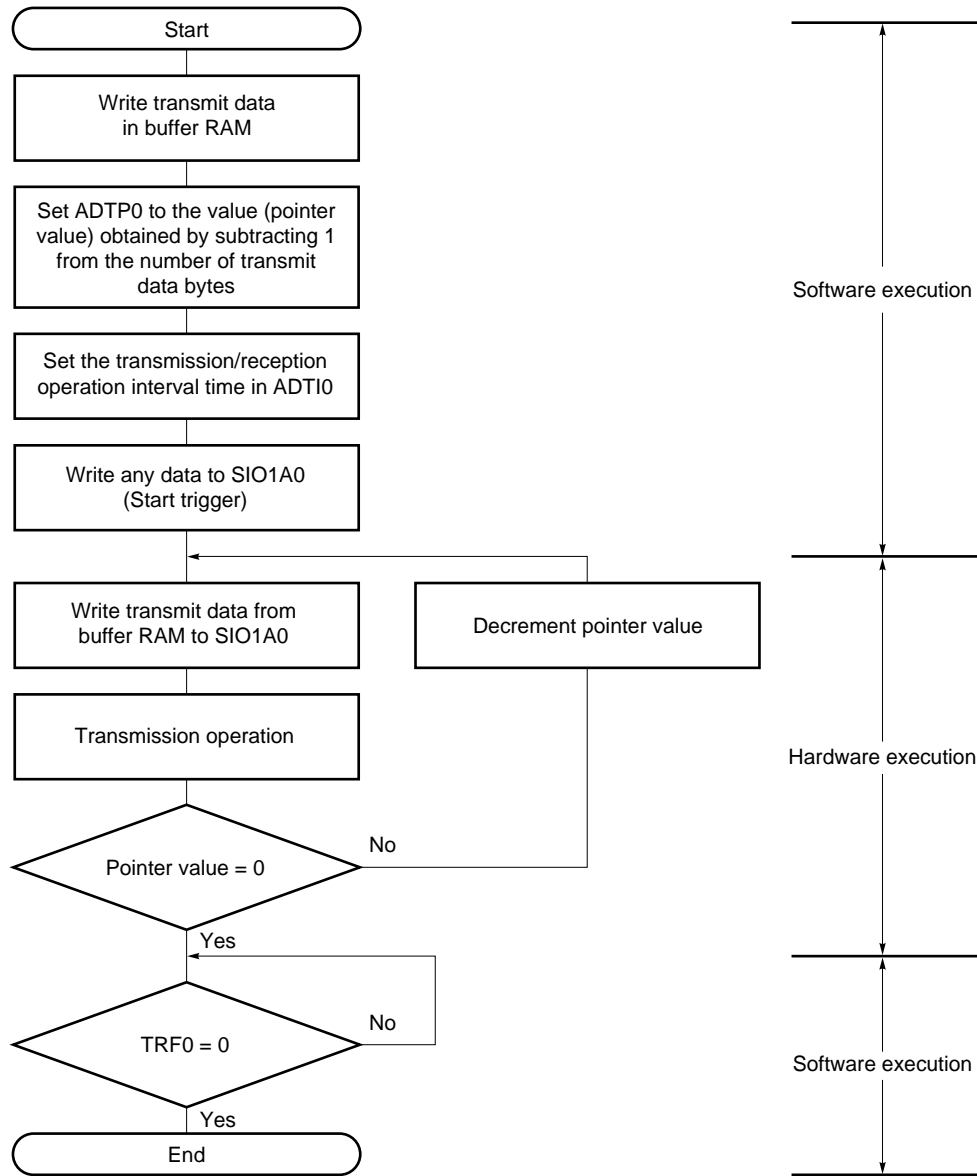 Start
Write transmit data
in buffer RAM
Set ADTP0 to the value (pointer
value) obtained by subtracting 1
from the number of transmit
data bytes
Software execution
Set the transmission/reception
operation interval time in ADTI0
Write any data to SIO1A0
(Start trigger)
Write transmit data from
buffer RAM to SIO1A0
Decrement pointer value
Transmission operation
Hardware execution
Pointer value = 0
No
Yes
TRF0 = 0
No
Software execution
Yes
End